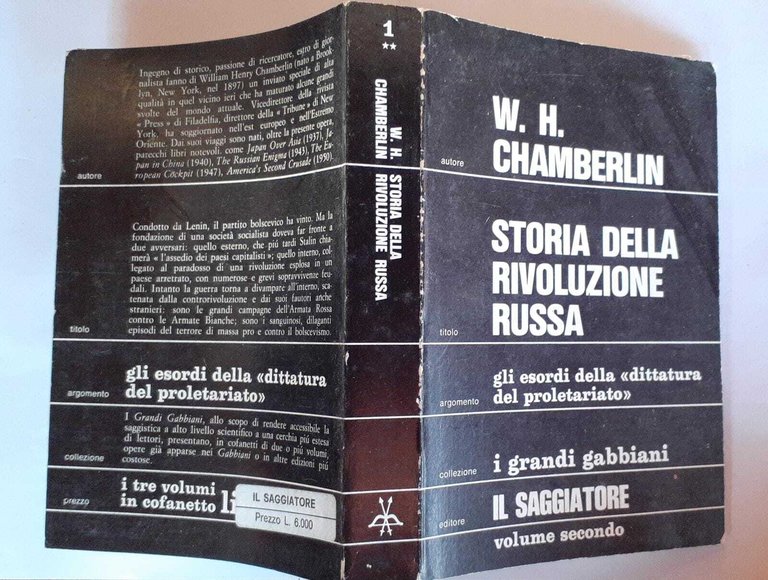 Ingegno di storico, passione di ricercatore, estro di gior-
nalista fanno di William Henry Chamberlin (nato a Brook-
lyn, New York, nel 1897) un inviato speciale di alta
qualità in quel vicino ieri che ha maturato alcune grandi
svolte del mondo attuale. Vicedirettore della rivista
« Press » di Filadelfia, direttore della « Tribune » di New
York, ha soggiornato nell'est europeo e nell'Estremo
Oriente. Dai suoi viaggi sono nati, oltre la presente opera,
parecchi libri notevoli, come Japan Over Asia (1937), Ja-
pan in China (1940), The Russian Enigma (1943), The Eu-
ropean Cockpit (1947), America's Second Crusade (1950).
autore
Condotto da Lenin, il partito bolscevico ha vinto. Ma la
fondazione di una società socialista doveva far fronte a
due avversari: quello esterno, che piú tardi Stalin chia-
merà « l'assedio dei paesi capitalisti »; quello interno, col-
legato al paradosso di una rivoluzione esplosa in un
paese arretrato, con numerose e grevi sopravvivenze feu-
dali. Intanto la guerra torna a divampare all'interno, sca-
tenata dalla controrivoluzione e dai suoi fautori anche
stranieri: sono le grandi campagne dell'Armata Rossa
contro le Armate Bianche; sono i sanguinosi, dilaganti
episodi del terrore di massa pro e contro il bolscevismo.
titolo
gli esordi della «dittatura
del proletariato»
argomento
I Grandi Gabbiani, allo scopo di rendere accessibile la
saggistica a alto livello scientifico a una cerchia piú estesa
di lettori, presentano, in cofanetti di due o piú volumi,
opere già apparse nei Gabbiani o in altre edizioni piú
costose.
collezione
i tre volumi
in cofanetto li
prezzo
IL SAGGIATORE
Prezzo L. 6.000
1
**
W. H.
CHAMBERLIN
STORIA DELLA
RIVOLUZIONE RUSSA
W. H.
CHAMBERLIN
autore
STORIA DELLA
RIVOLUZIONE
RUSSA
titolo
gli esordi della «dittatura
del proletariato»
argomento
i grandi gabbiani
collezione
IL SAGGIATORE
editore
volume secondo